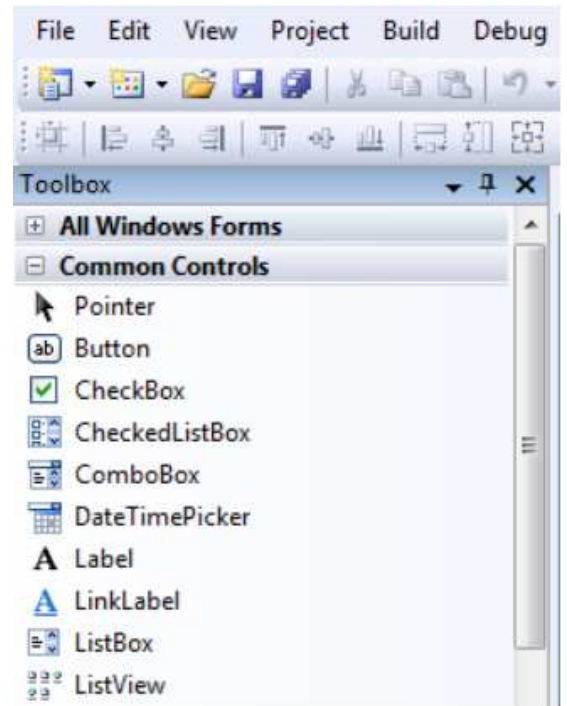 File Edit View Project Build Debug
Toolbox
All Windows Forms
Common Controls
Pointer
ab Button
CheckBox
CheckedListBox
ComboBox
DateTimePicker
A Label
A LinkLabel
ListBox
ListView